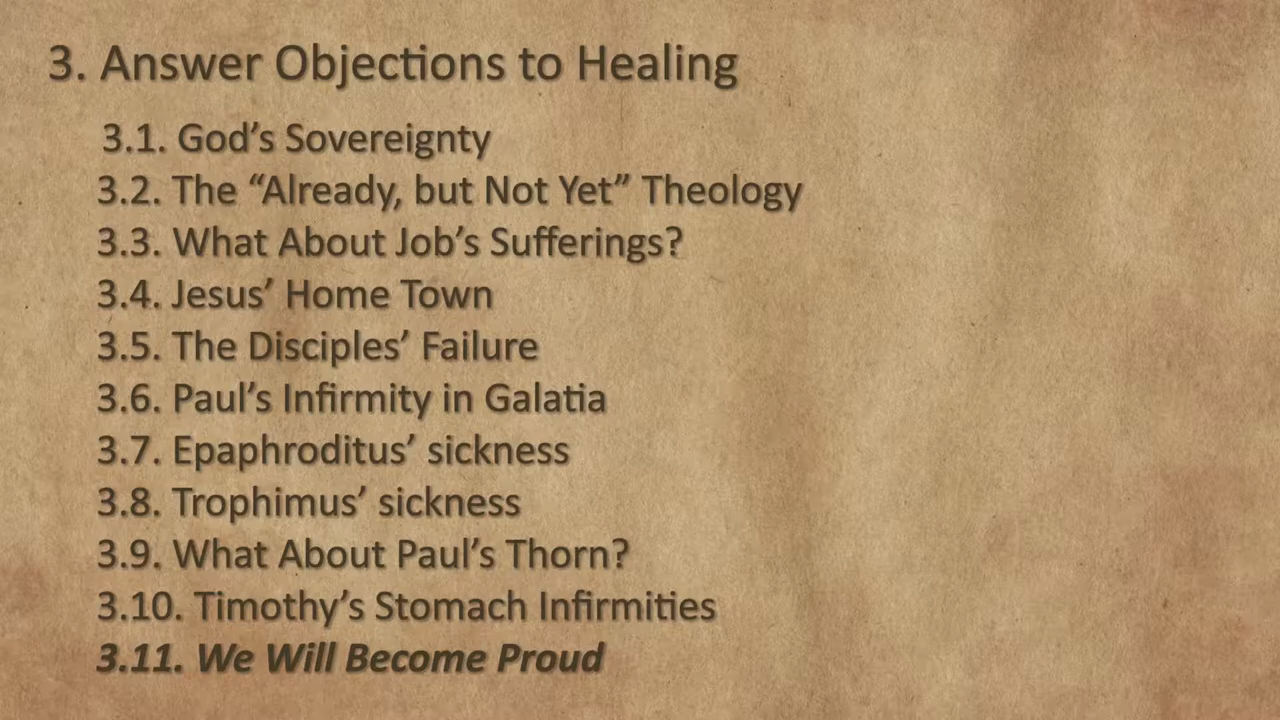 3. Answer Objections to Healing
3.1. God’s Sovereignty
3.2. The “Already, but Not Yet” Theology
3.3. What About Job’s Sufferings?
3.4. Jesus’ Home Town
3.5. The Disciples’ Failure
3.6. Paul’s Infirmity in Galatia
3.7. Epaphroditus’ sickness
3.8. Trophimus’ sickness
3.9. What About Paul’s Thorn?
3.10. Timothy’s Stomach Infirmities
3.11. We Will Become Proud